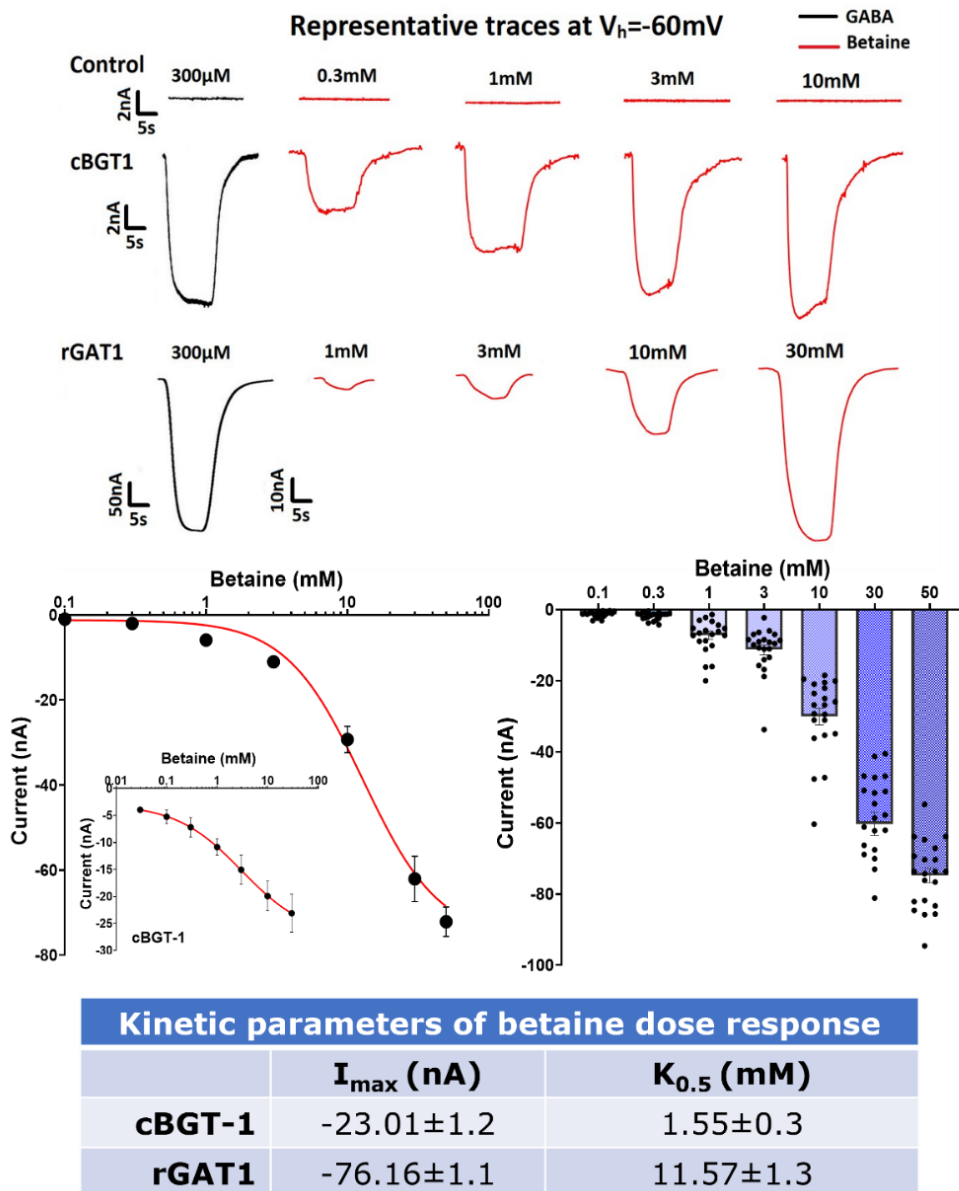 Representative traces at Vh=-60mV
GABA
Betaine
Control
300µM
0.3mM
1mM
3mM
10mM
2nA
5s
cBGT1
2nA
5s
rGAT1
300µM
1mM
3mM
10mM
30mM
50nA
5s
10nA
5s
Betaine (mM)
0.1 1 10 100
0
-20
-40
-60
-80
Current (nA)
Betaine (mM)
0.01 0.1 1 10 100
0
-5
-10
-15
-20
-25
-30
Current (nA)
cBGT-1
Betaine (mM)
0.1 0.3 1 3 10 30 50
0
-20
-40
-60
-80
-100
Current (nA)
Kinetic parameters of betaine dose response
Imax (nA) K0.5 (mM)
cBGT-1 -23.01±1.2 1.55±0.3
rGAT1 -76.16±1.1 11.57±1.3